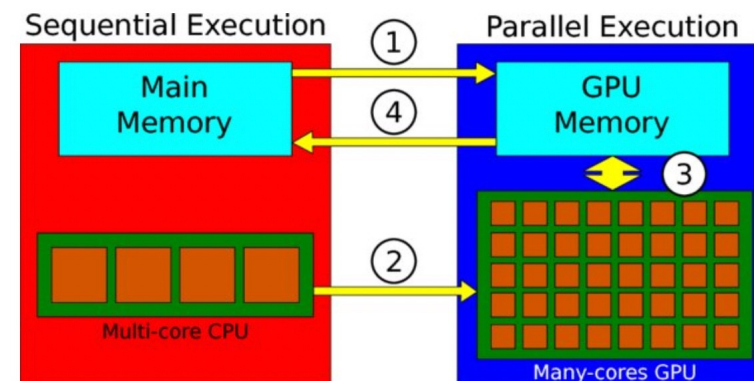 Sequential Execution
Parallel Execution
1
Main
Memory
GPU
Memory
4
3
2
Multi-core CPU
Many-cores GPU